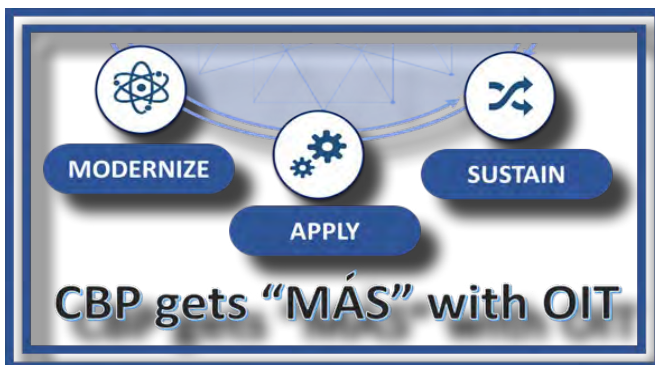 MODERNIZE
APPLY
SUSTAIN
CBP gets “MÁS” with OIT